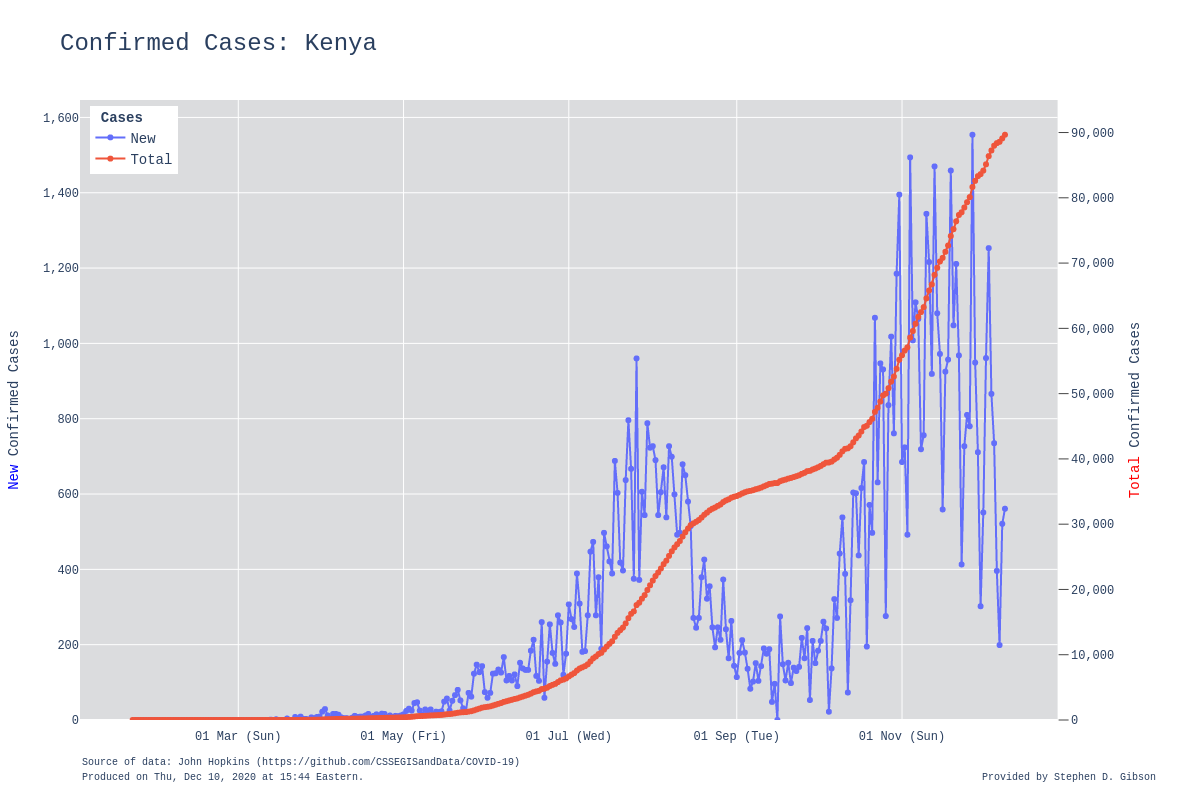 Confirmed Cases: Kenya
Cases
New
Total
1,600
1,400
1,200
1,000
800
600
400
200
0
90,000
80,000
70,000
60,000
50,000
40,000
30,000
20,000
10,000
0
New Confirmed Cases
Total Confirmed Cases
01 Mar (Sun)
01 May (Fri)
01 Jul (Wed)
01 Sep (Tue)
01 Nov (Sun)
Source of data: John Hopkins (https://github.com/CSSEGISandData/COVID-19)
Produced on Thu, Dec 10, 2020 at 15:44 Eastern.
Provided by Stephen D. Gibson